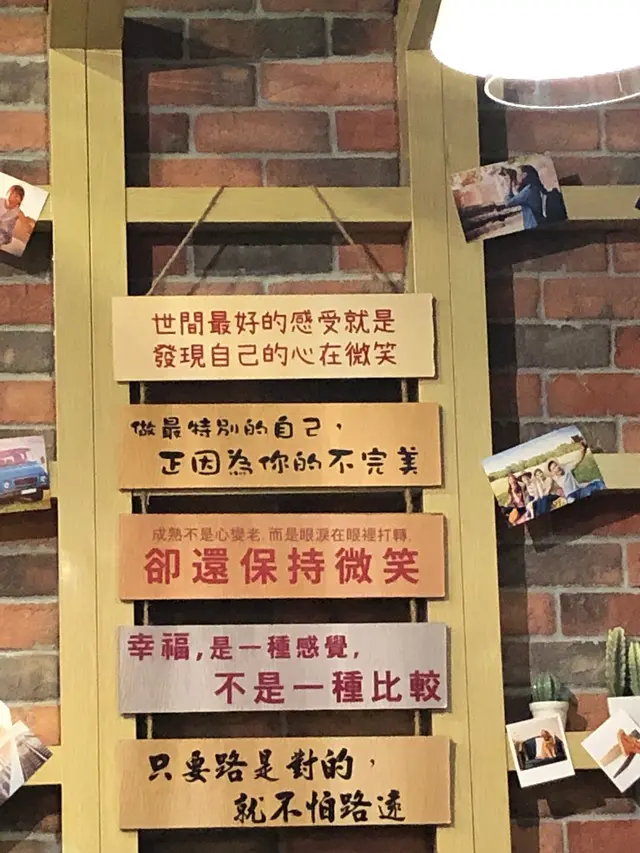 世間最好的感受就是
發現自己的心在微笑
做最特別的自己，
正因為你的不完美
成熟不是心變老,而是眼淚在眼裡打轉,
卻還保持微笑
幸福,是一種感覺,
不是一種比較
只要路是對的，
就不怕路遠